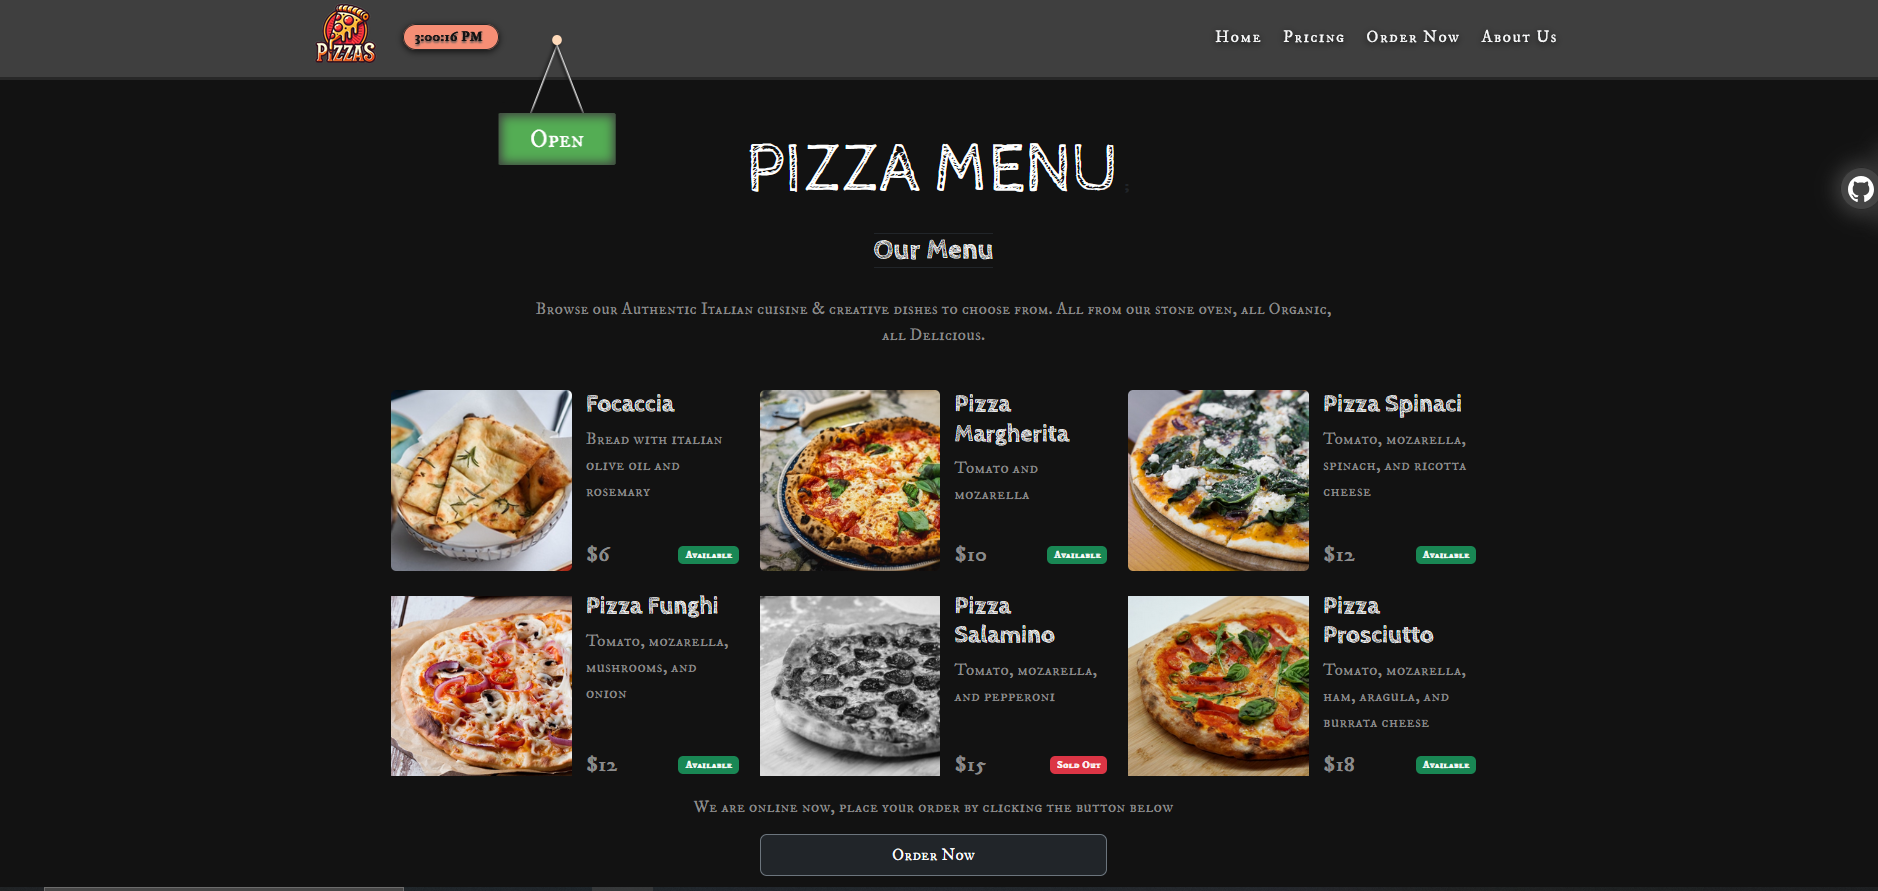 PIZZAS
3:00:16 PM
Home Pricing Order Now About Us
Open
PIZZA MENU ;
Our Menu
Browse our Authentic Italian cuisine & creative dishes to choose from. All from our stone oven, all Organic,
all Delicious.
Focaccia
Bread with italian
olive oil and
rosemary
$6 Available
Pizza
Margherita
Tomato and
mozarella
$10 Available
Pizza Spinaci
Tomato, mozarella,
spinach, and ricotta
cheese
$12 Available
Pizza Funghi
Tomato, mozarella,
mushrooms, and
onion
$12 Available
Pizza
Salamino
Tomato, mozarella,
and pepperoni
$15 Sold Out
Pizza
Prosciutto
Tomato, mozarella,
ham, aragula, and
burrata cheese
$18 Available
We are online now, place your order by clicking the button below
Order Now